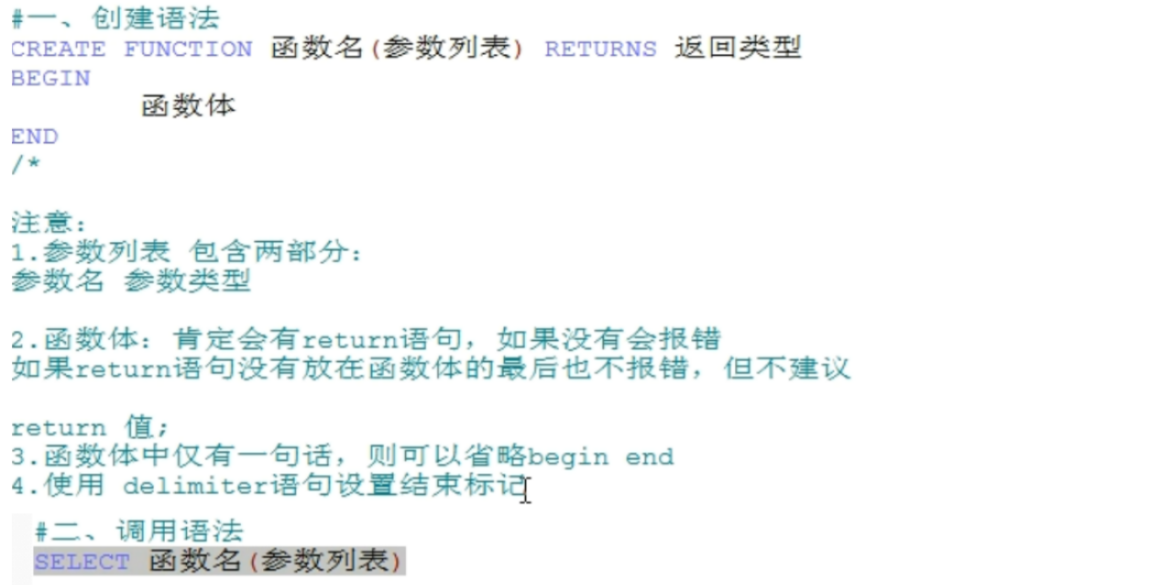 #一、创建语法
CREATE FUNCTION 函数名(参数列表) RETURNS 返回类型
BEGIN
函数体
END
/*
注意：
1.参数列表 包含两部分：
参数名 参数类型
2.函数体：肯定会有return语句，如果没有会报错
如果return语句没有放在函数体的最后也不报错，但不建议
return 值;
3.函数体中仅有一句话，则可以省略begin end
4.使用 delimiter语句设置结束标记
#二、调用语法
SELECT 函数名(参数列表)